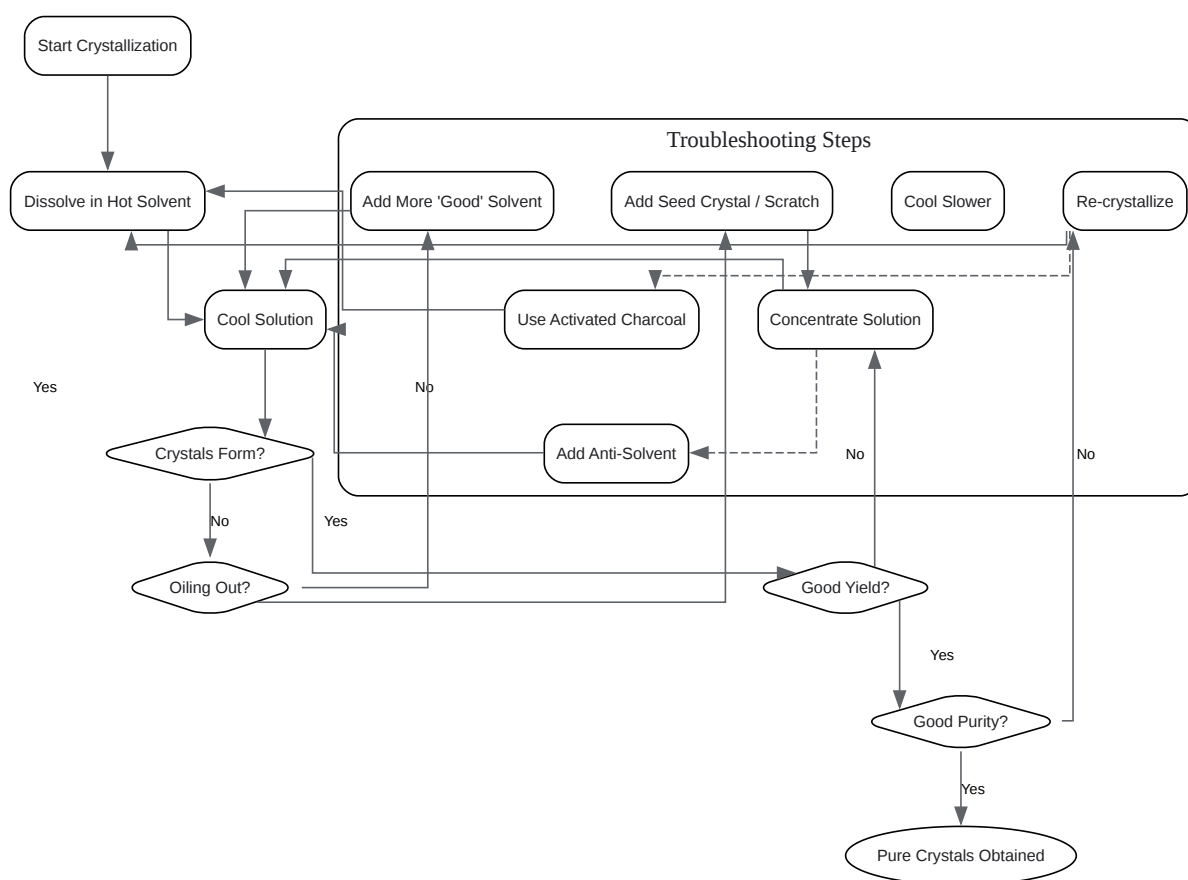 Start Crystallization
Troubleshooting Steps
Dissolve in Hot Solvent
Add More 'Good' Solvent
Add Seed Crystal / Scratch
Cool Slower
Re-crystallize
Cool Solution
Use Activated Charcoal
Concentrate Solution
Yes
No
Crystals Form?
Add Anti-Solvent
No
No
No
Yes
Oiling Out?
Good Yield?
Yes
Good Purity?
Yes
Pure Crystals Obtained